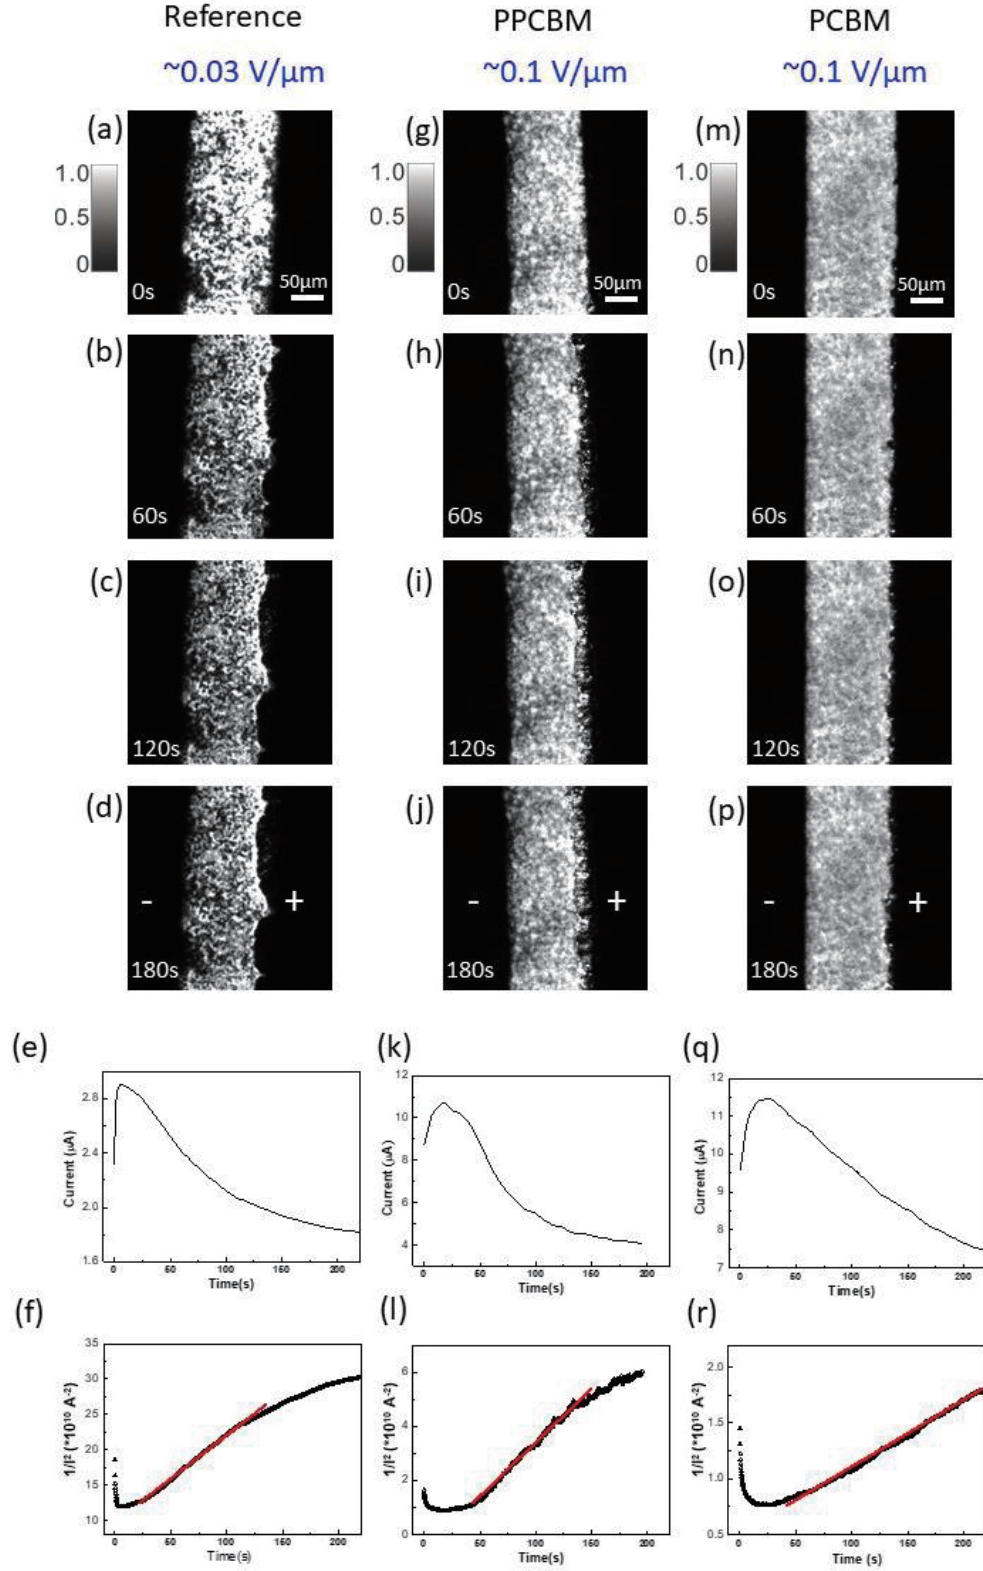 Reference PPCBM PCBM
~0.03 V/μm ~0.1 V/μm ~0.1 V/μm
(a) (g) (m)
1.0 1.0 1.0
0.5 0.5 0.5
0 0 0
50μm 50μm 50μm
0s 0s 0s
(b) (h) (n)
60s 60s 60s
(c) (i) (o)
120s 120s 120s
(d) (j) (p)
- + - + - +
180s 180s 180s
(e) (k) (q)
Current (μA)
2.8
2.4
2.0
1.6
0 50 100 150 200
Time(s)
Current (μA)
12
10
8
6
4
0 50 100 150 200
Time(s)
Current (μA)
12
11
10
9
8
7
0 50 100 150 200
Time(s)
(f) (l) (r)
1/I² (*10¹⁰ A⁻²)
35
30
25
20
15
10
0 50 100 150 200
Time(s)
1/I² (*10¹⁰ A⁻²)
6
4
2
0
0 50 100 150 200
Time(s)
1/I² (*10¹⁰ A⁻²)
2.0
1.5
1.0
0.5
0 50 100 150 200
Time (s)